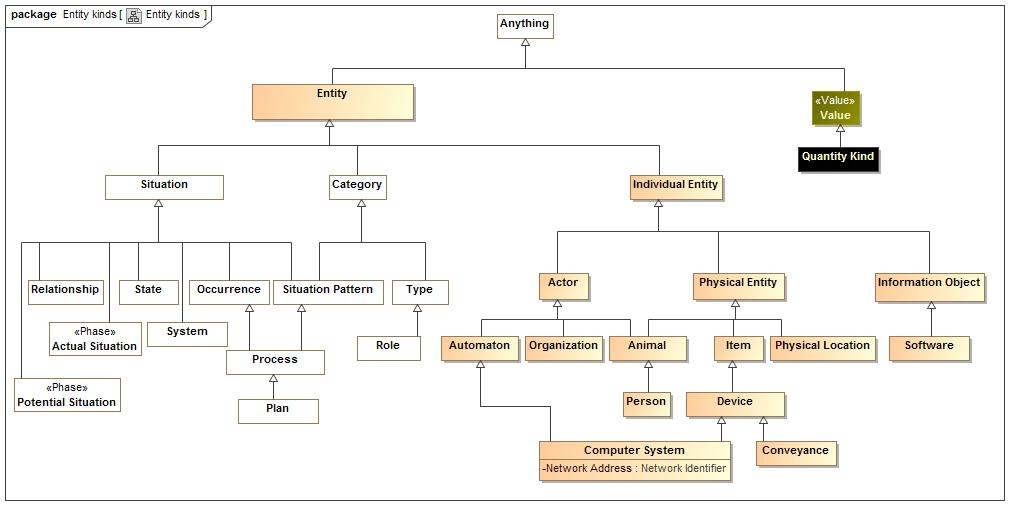 package Entity kinds [ Entity kinds ]
Anything
Entity
«Value»
Value
Quantity Kind
Situation
Category
Individual Entity
Relationship
State
Occurrence
Situation Pattern
Type
Actor
Physical Entity
Information Object
«Phase»
Actual Situation
System
Process
Role
Automaton
Organization
Animal
Item
Physical Location
Software
«Phase»
Potential Situation
Plan
Person
Device
Computer System
-Network Address : Network Identifier
Conveyance